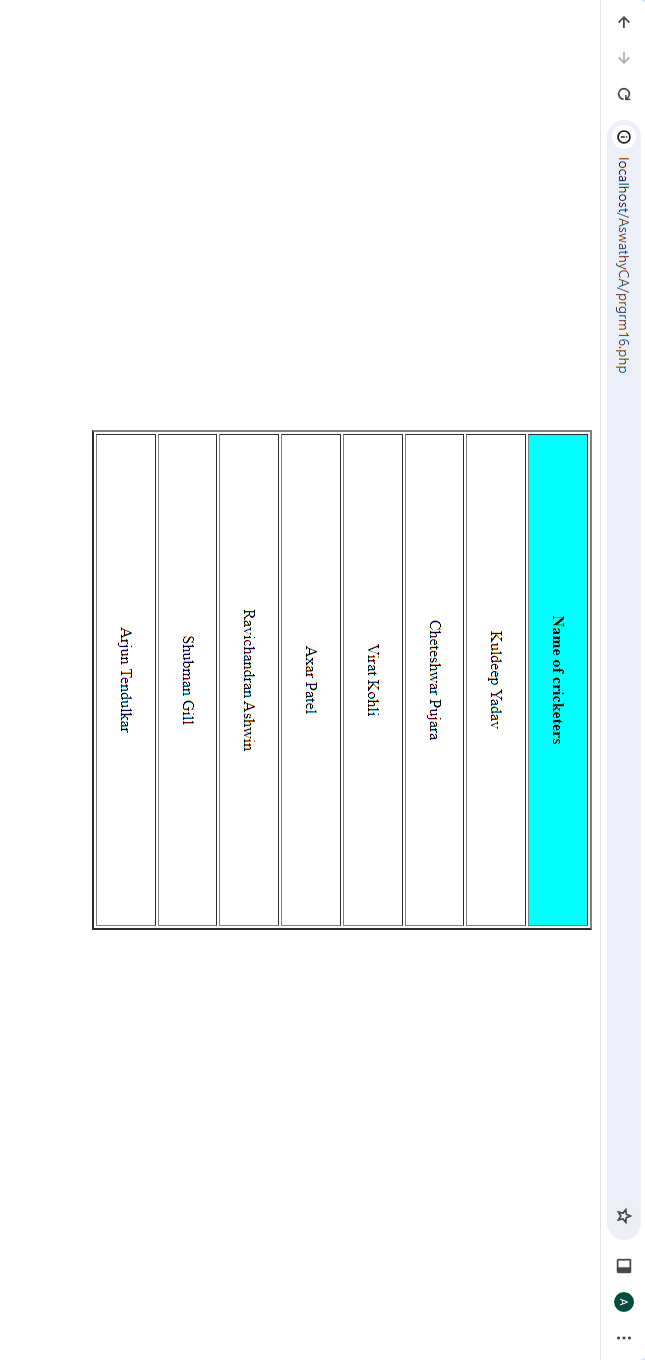 localhost/AswathyCA/prgrm16.php
A
Name of cricketers
Kuldeep Yadav
Cheteshwar Pujara
Virat Kohli
Axar Patel
Ravichandran Ashwin
Shubman Gill
Arjun Tendulkar